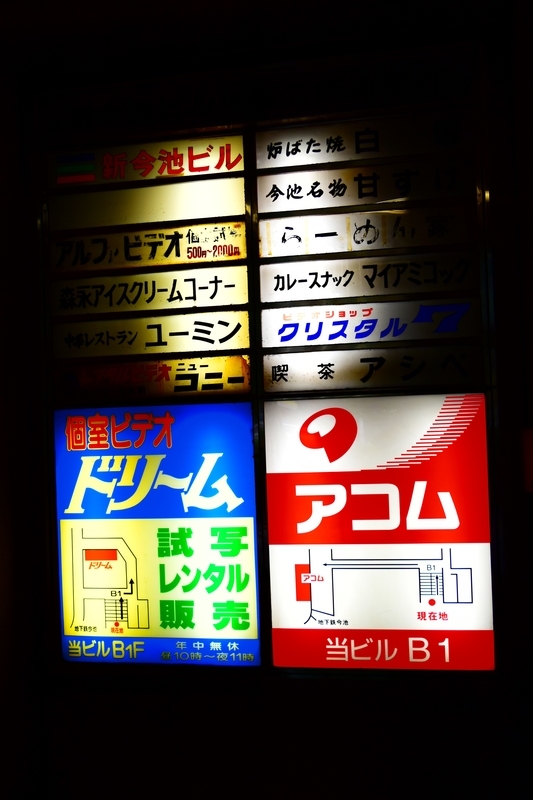 新今池ビル
アルファビデオ
500円~2000円
森永アイスクリームコーナー
レストラン ユーミン
ニュー
コニー
炉ばた焼
今池名物 甘
らーめん
カレースナック マイアミ
ビデオショップ
クリスタル7
喫茶 アシベ
個室ビデオ
ドリーム
試写
レンタル
販売
ドリーム
B1
地下鉄今池
現在地
当ビルB1F
年中無休
昼10時~夜11時
アコム
B1
アコム
地下鉄今池
現在地
当ビル B1